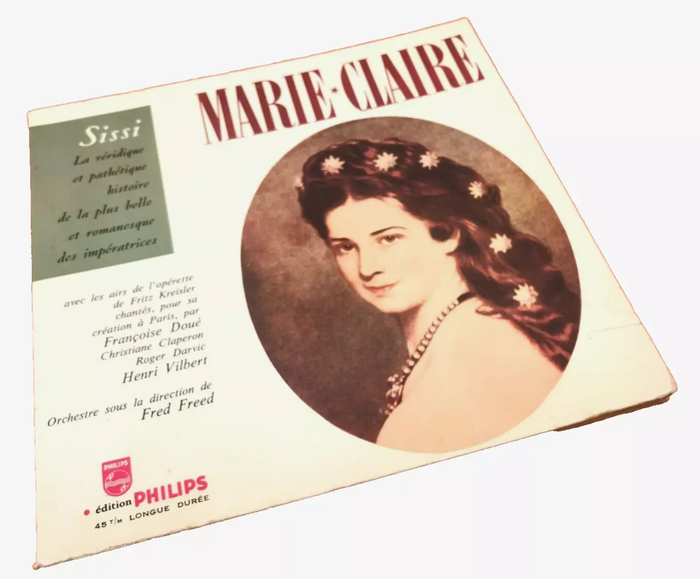 MARIE★CLAIRE
Sissi
La véridique
et pathétique
histoire
de la plus belle
et romanesque
des impératrices
avec les airs de l'opérette
de Fritz Kreisler
chantés, pour sa
création à Paris, par
Françoise Doué
Christiane Claperon
Roger Darvic
Henri Vilbert
Orchestre sous la direction de
Fred Freed
PHILIPS
• édition PHILIPS
45 T/M LONGUE DURÉE